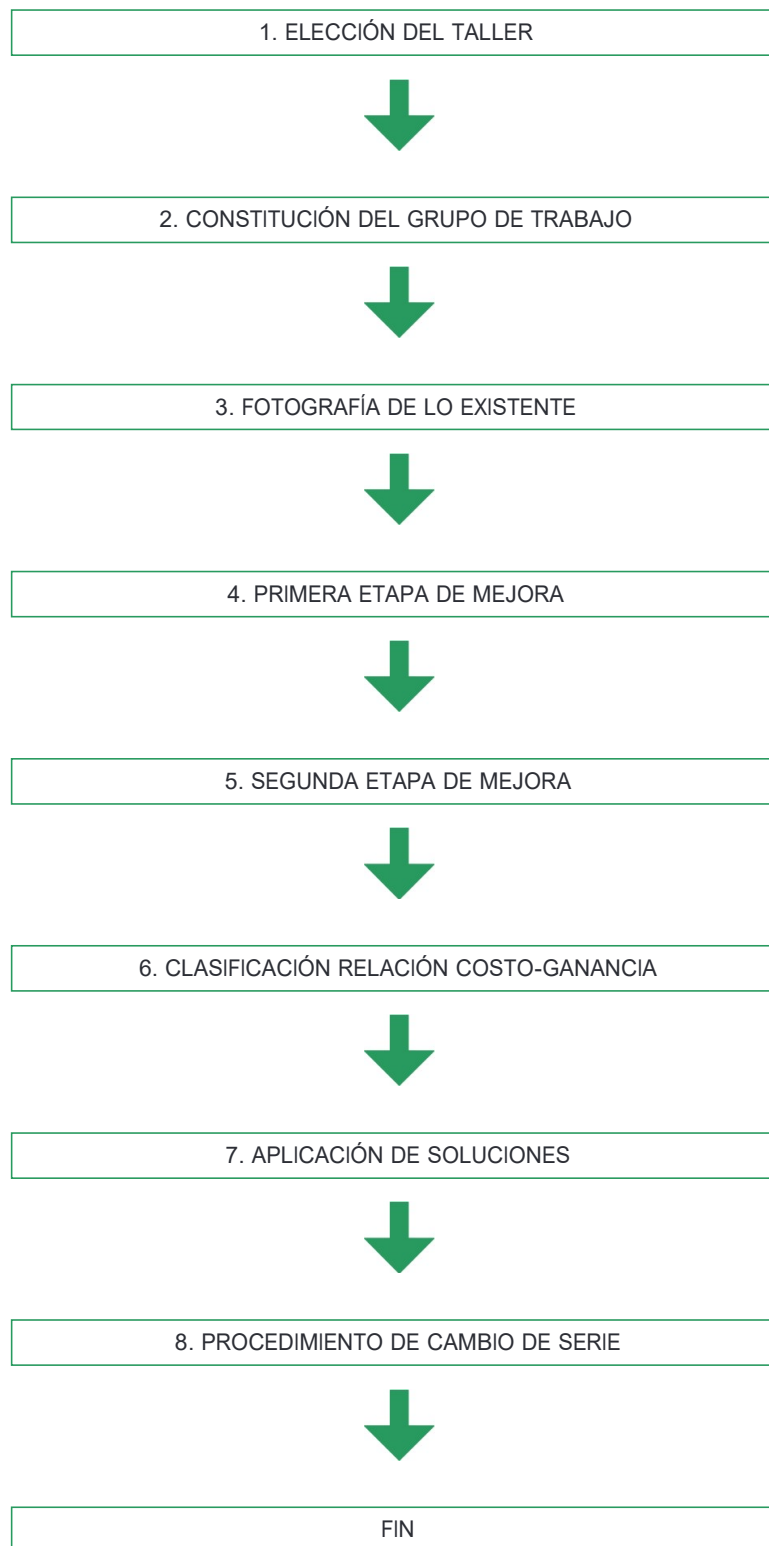 1. ELECCIÓN DEL TALLER
2. CONSTITUCIÓN DEL GRUPO DE TRABAJO
3. FOTOGRAFÍA DE LO EXISTENTE
4. PRIMERA ETAPA DE MEJORA
5. SEGUNDA ETAPA DE MEJORA
6. CLASIFICACIÓN RELACIÓN COSTO-GANANCIA
7. APLICACIÓN DE SOLUCIONES
8. PROCEDIMIENTO DE CAMBIO DE SERIE
FIN